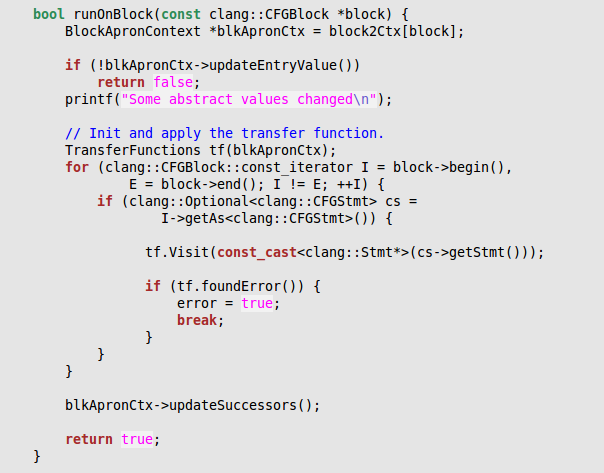 bool runOnBlock(const clang::CFGBlock *block) {
    BlockApronContext *blkApronCtx = block2Ctx[block];

    if (!blkApronCtx->updateEntryValue())
        return false;
    printf("Some abstract values changed\n");

    // Init and apply the transfer function.
    TransferFunctions tf(blkApronCtx);
    for (clang::CFGBlock::const_iterator I = block->begin(),
            E = block->end(); I != E; ++I) {
        if (clang::Optional<clang::CFGStmt> cs =
                I->getAs<clang::CFGStmt>()) {

              tf.Visit(const_cast<clang::Stmt*>(cs->getStmt()));

              if (tf.foundError()) {
                  error = true;
                  break;
              }
        }
    }

    blkApronCtx->updateSuccessors();

    return true;
}